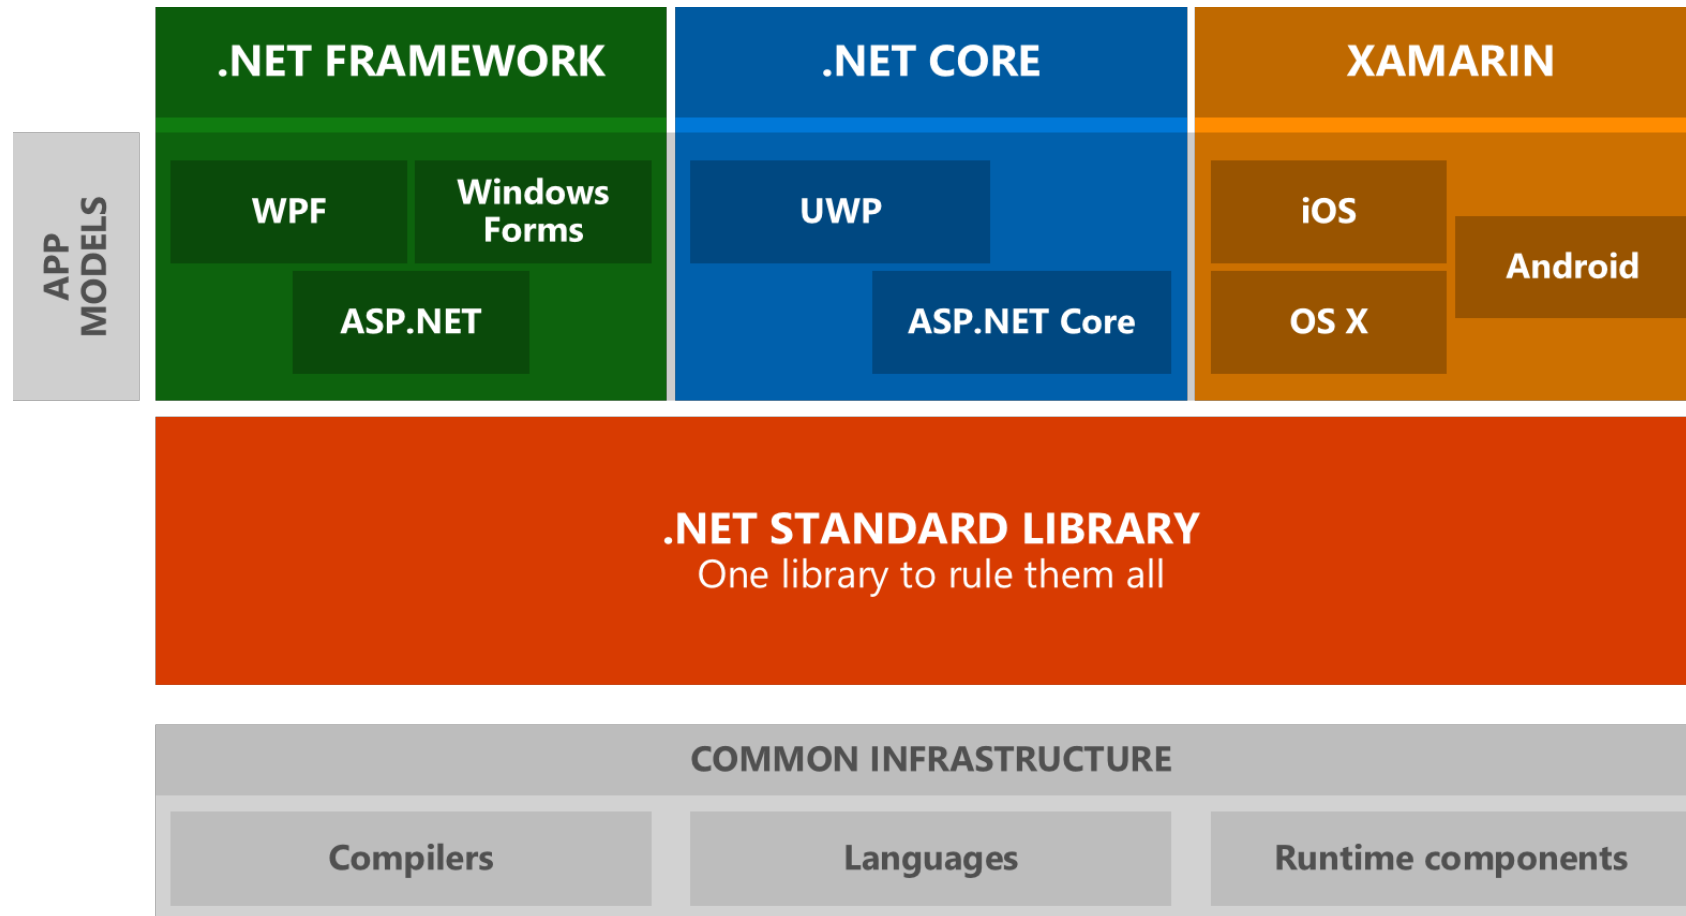 .NET FRAMEWORK
.NET CORE
XAMARIN
APP
MODELS
WPF
Windows
Forms
ASP.NET
UWP
ASP.NET Core
iOS
Android
OS X
.NET STANDARD LIBRARY
One library to rule them all
COMMON INFRASTRUCTURE
Compilers
Languages
Runtime components